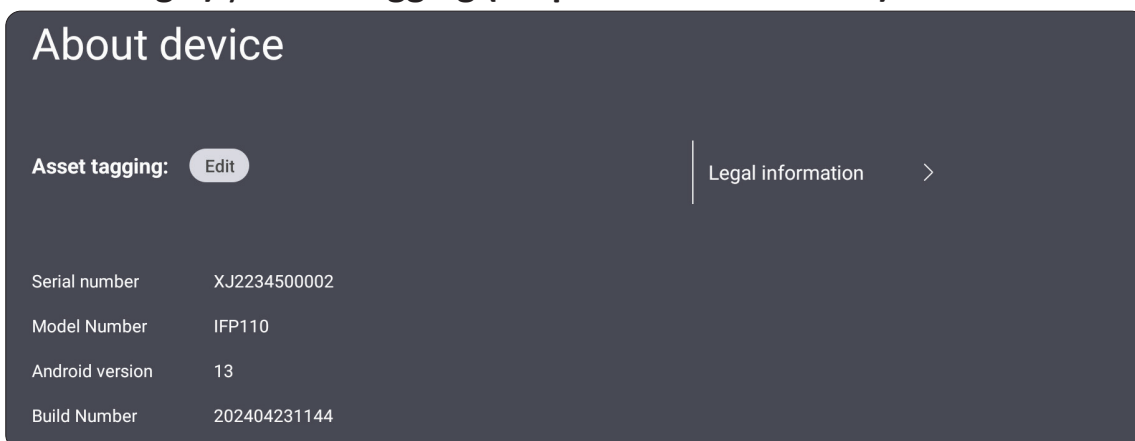 About device
Asset tagging: Edit
Legal information >
Serial number XJ2234500002
Model Number IFP110
Android version 13
Build Number 202404231144